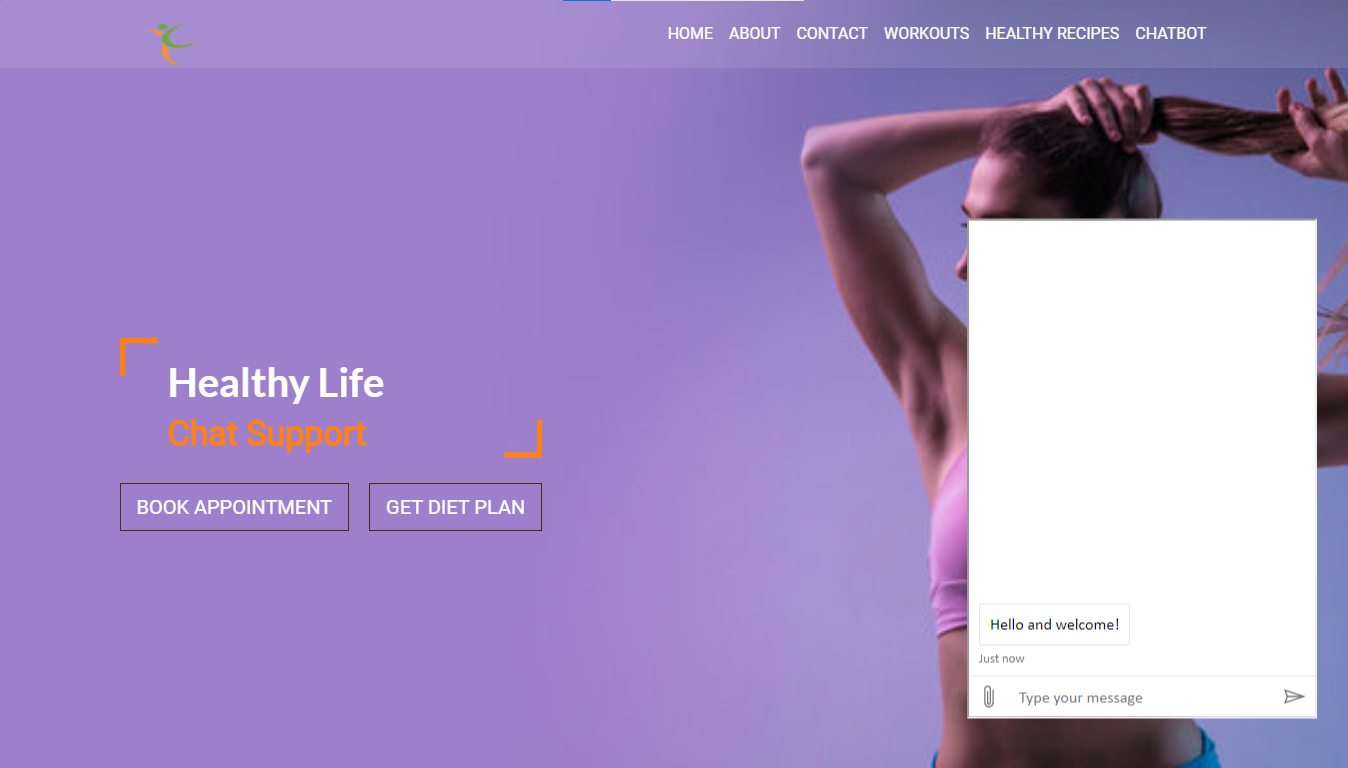 HOME ABOUT CONTACT WORKOUTS HEALTHY RECIPES CHATBOT
Healthy Life
Chat Support
BOOK APPOINTMENT GET DIET PLAN
Hello and welcome!
Just now
Type your message